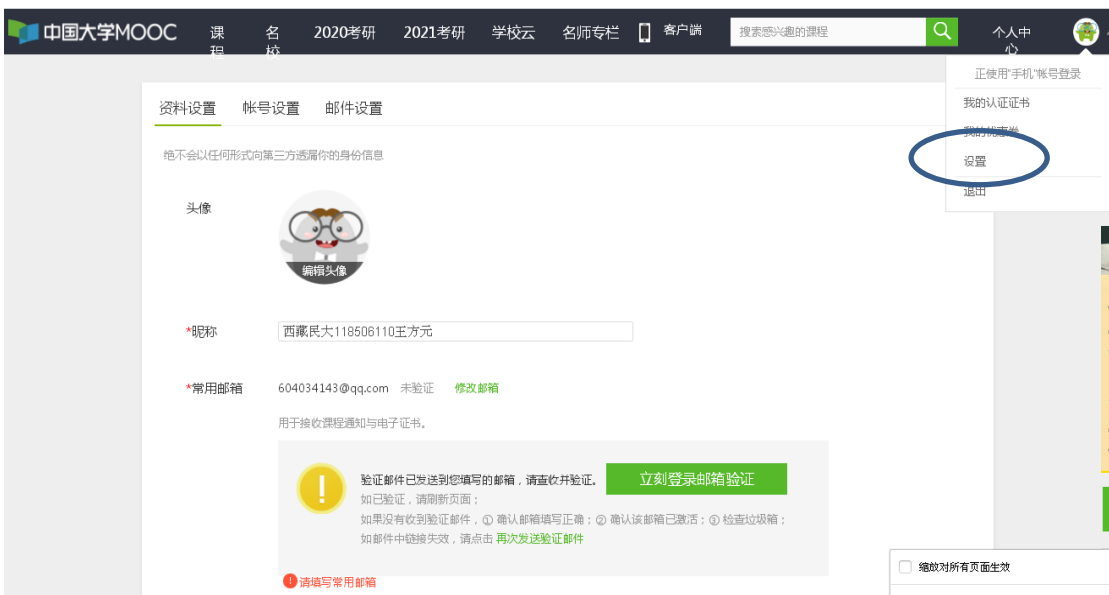 中国大学MOOC
课程
名校
2020考研
2021考研
学校云
名师专栏
客户端
搜索感兴趣的课程
个人中心
正使用"手机"帐号登录
我的认证证书
我的优惠券
设置
退出
资料设置
帐号设置
邮件设置
绝不会以任何形式向第三方透漏你的身份信息
头像
编辑头像
*昵称
西藏民大118506110王方元
*常用邮箱
604034143@qq.com 未验证 修改邮箱
用于接收课程通知与电子证书。
验证邮件已发送到您填写的邮箱，请查收并验证。
立刻登录邮箱验证
如已验证，请刷新页面；
如果没有收到验证邮件，① 确认邮箱填写正确；② 确认该邮箱已激活；③ 检查垃圾箱；
如邮件中链接失效，请点击 再次发送验证邮件
请填写常用邮箱
缩放对所有页面生效